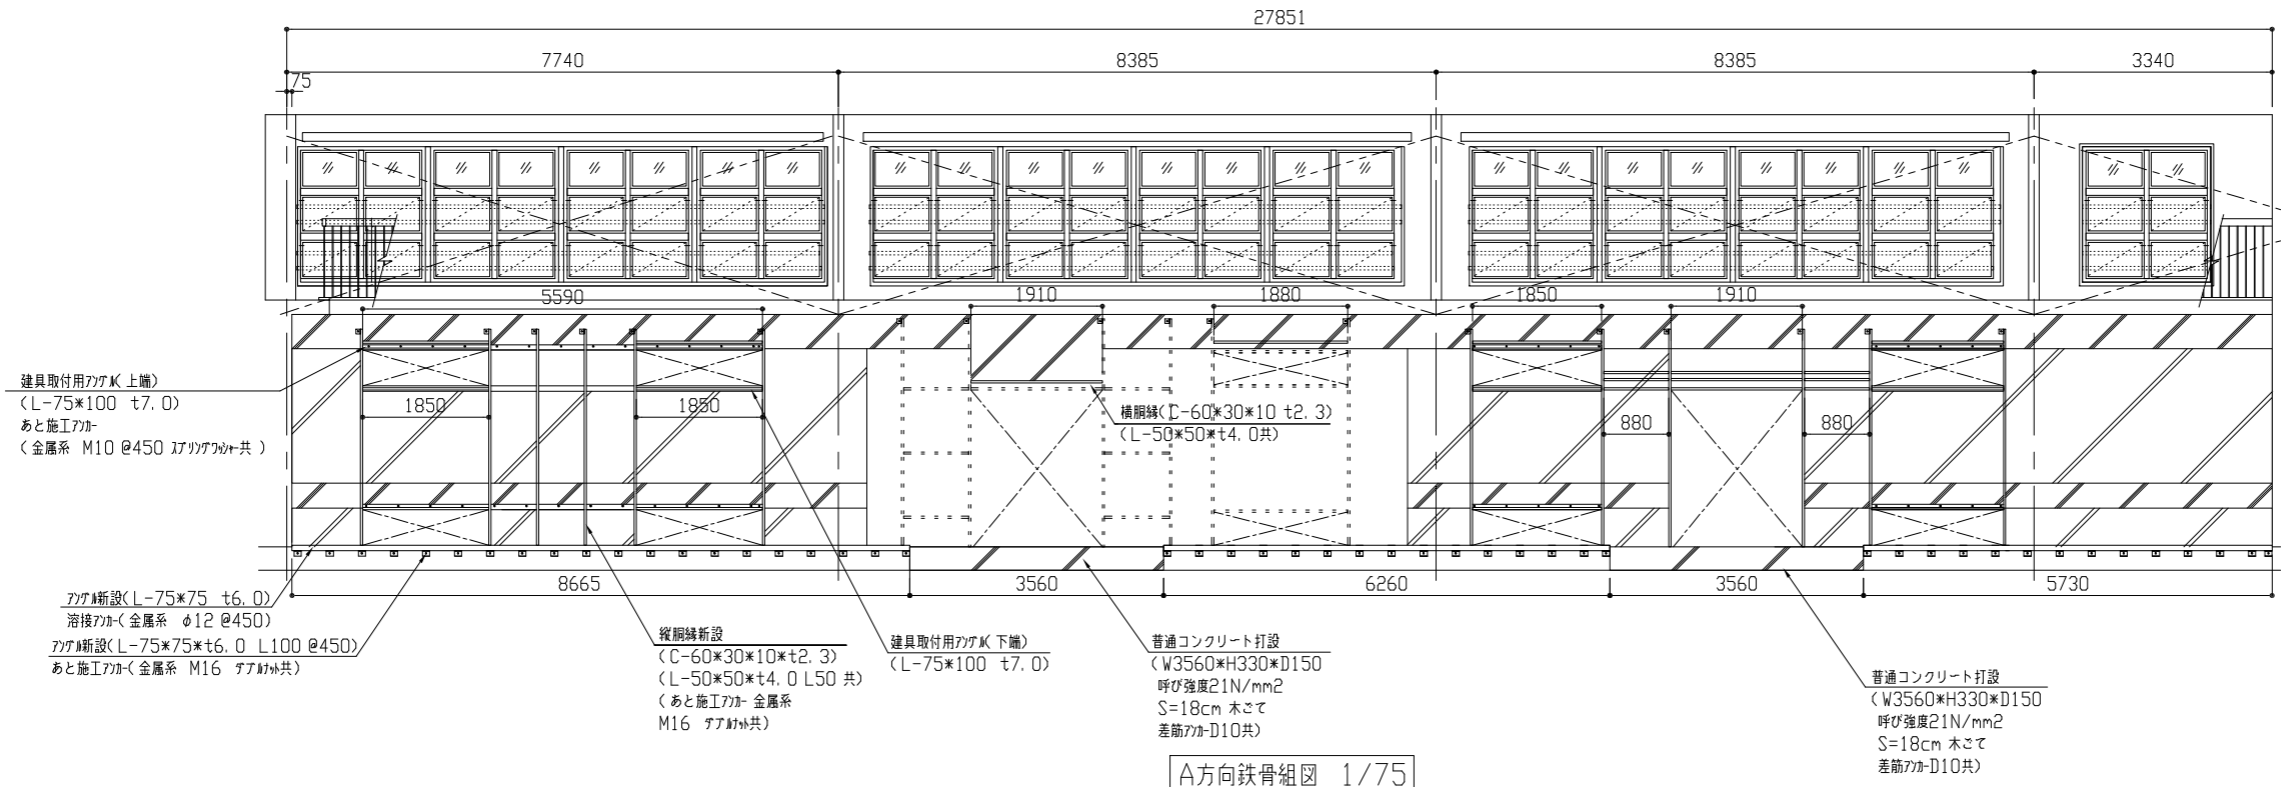 27851
7740
8385
8385
3340
75
5590
1910
1880
1850
1910
建具取付用アングル(上端)
(L-75*100 t7.0)
あと施工アンカー
(金属系 M10 @450 スプリングワッシャー共)
1850
1850
横胴縁(C-60*30*10 t2.3)
(L-50*50*t4.0共)
880
880
8665
3560
6260
3560
5730
アングル新設(L-75*75 t6.0)
溶接アンカー(金属系 φ12 @450)
アングル新設(L-75*75*t6.0 L100 @450)
あと施工アンカー(金属系 M16 ダブルナット共)
縦胴縁新設
(C-60*30*10*t2.3)
(L-50*50*t4.0 L50 共)
(あと施工アンカー 金属系
M16 ダブルナット共)
建具取付用アングル(下端)
(L-75*100 t7.0)
普通コンクリート打設
(W3560*H330*D150
呼び強度21N/mm2
S=18cm 木ごて
差筋アンカーD10共)
普通コンクリート打設
(W3560*H330*D150
呼び強度21N/mm2
S=18cm 木ごて
差筋アンカーD10共)
A方向鉄骨組図 1/75